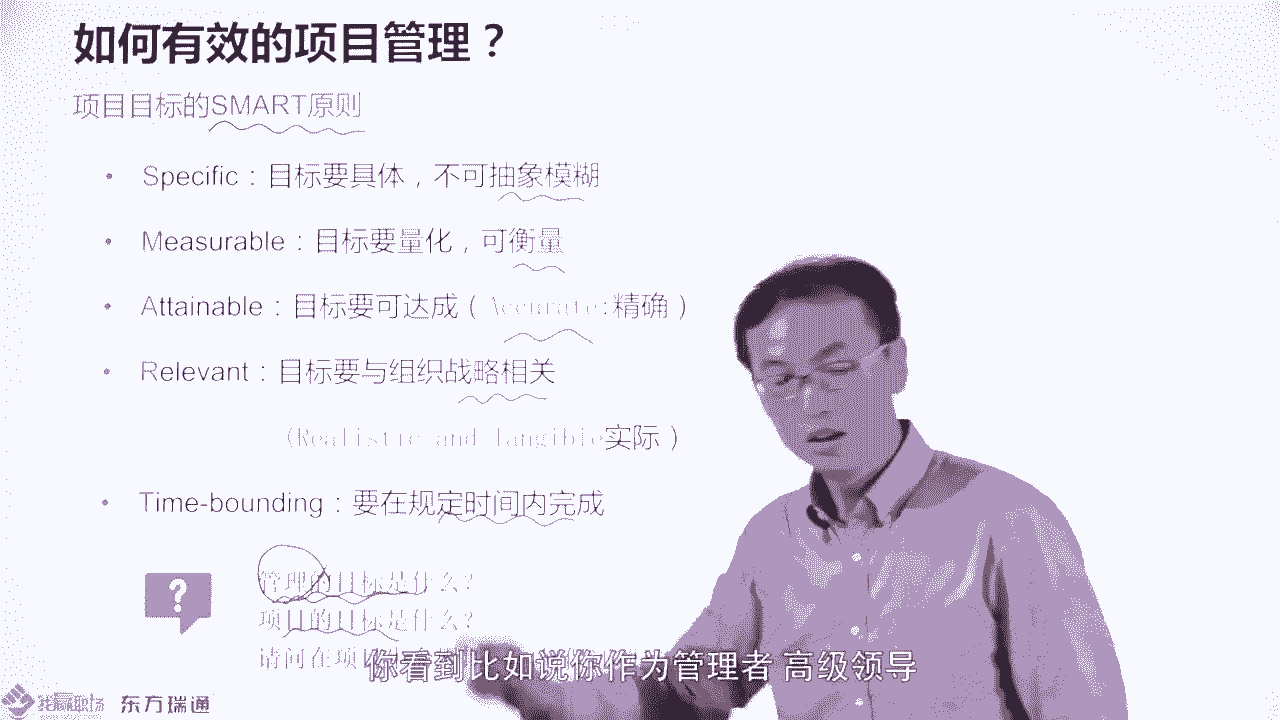 如何有效的项目管理？
项目目标的SMART原则
• Specific：目标要具体，不可抽象模糊
• Measurable：目标要量化，可衡量
• Attainable：目标要可达成（Accurate:精确）
• Relevant：目标要与组织战略相关
（Realistic and Tangible实际）
• Time-bounding：要在规定时间内完成
?
管理的目标是什么？
项目的目标是什么？
请问在项
你看到比如说你作为管理者 高级领导
东方瑞通